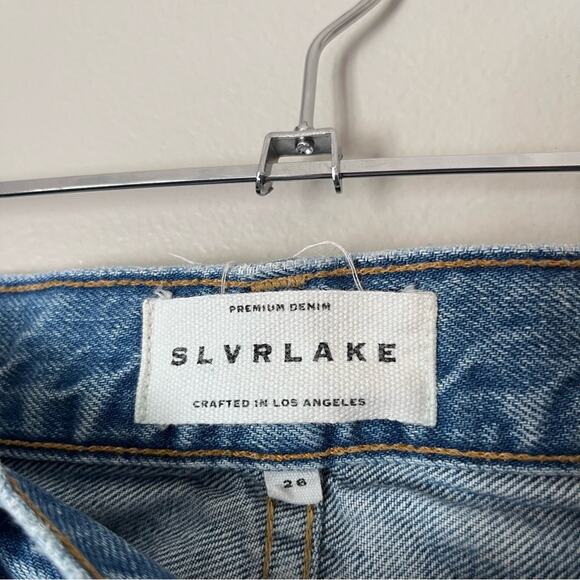 PREMIUM DENIM
SLVRLAKE
CRAFTED IN LOS ANGELES
26